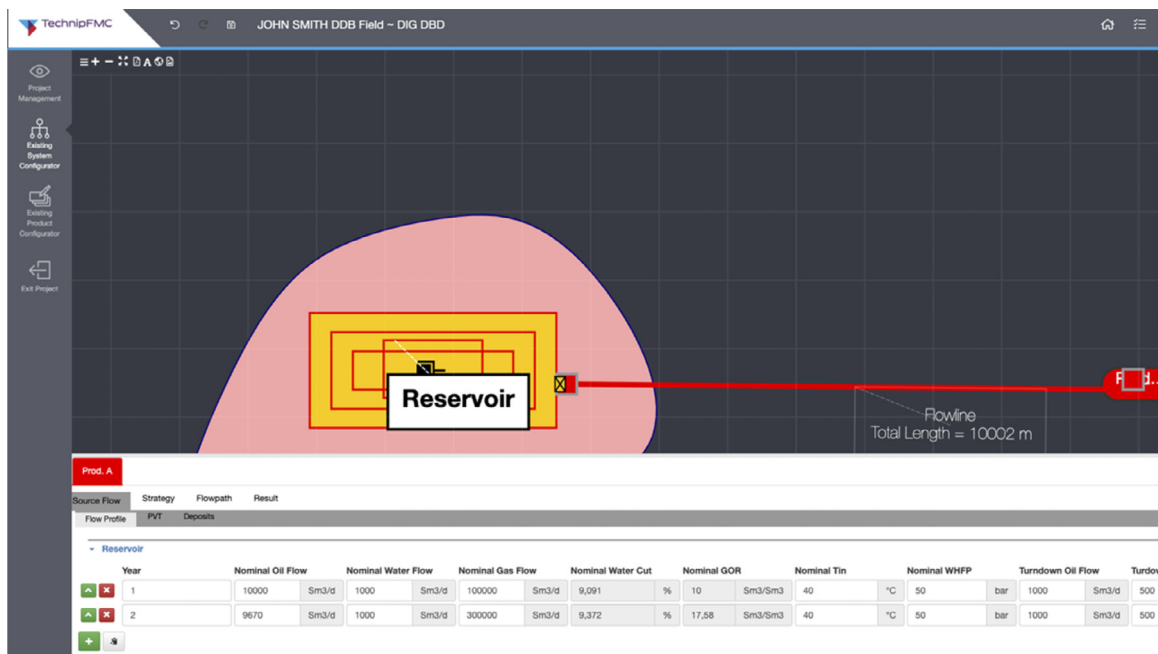 TechnipFMC
JOHN SMITH DDB Field ~ DIG DBD
Project
Management
Existing
System
Configurator
Existing
Product
Configurator
Exit Project
Reservoir
Flowline
Total Length = 10002 m
Prod. A
Source Flow Strategy Flowpath Result
Flow Profile PVT Deposits
Reservoir
Year Nominal Oil Flow Nominal Water Flow Nominal Gas Flow Nominal Water Cut Nominal GOR Nominal Tin Nominal WHFP Turndown Oil Flow
1 10000 Sm3/d 1000 Sm3/d 100000 Sm3/d 9,091 % 10 Sm3/Sm3 40 °C 50 bar 1000 Sm3/d 500
2 9670 Sm3/d 1000 Sm3/d 300000 Sm3/d 9,372 % 17,58 Sm3/Sm3 40 °C 50 bar 1000 Sm3/d 500